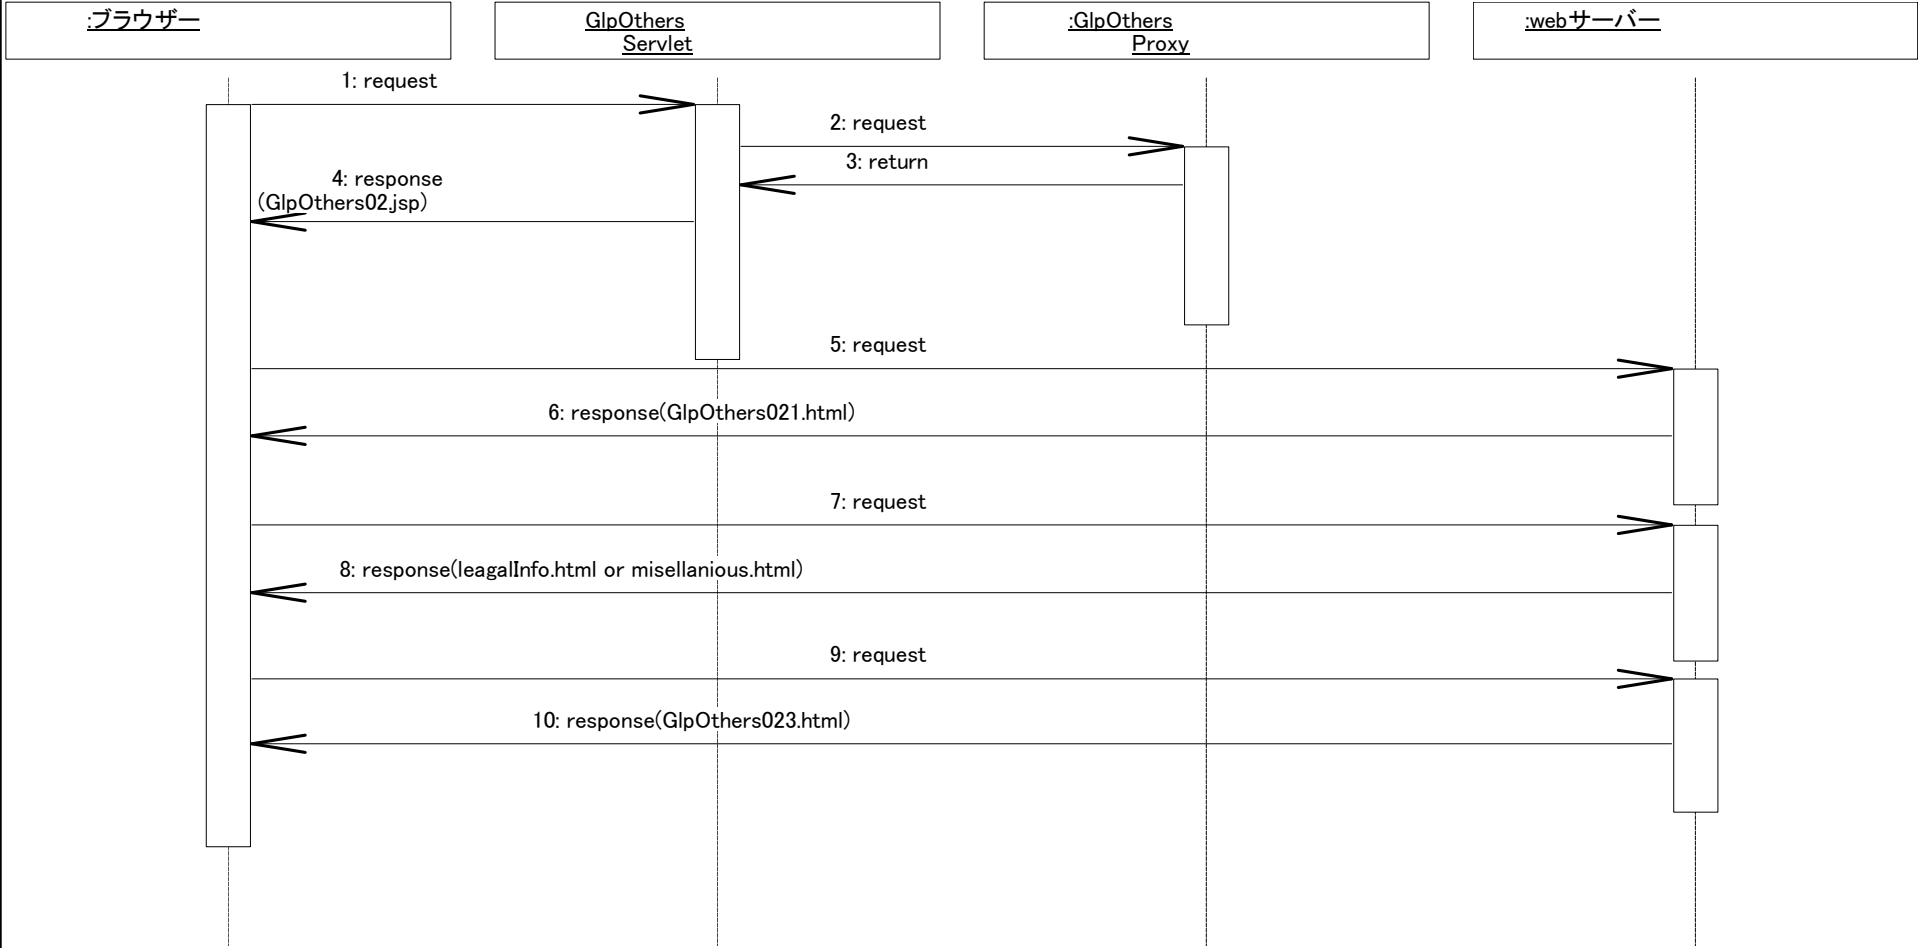 :ブラウザー
GlpOthers
Servlet
:GlpOthers
Proxy
:webサーバー
1: request
2: request
3: return
4: response
(GlpOthers02.jsp)
5: request
6: response(GlpOthers021.html)
7: request
8: response(leagalInfo.html or misellanious.html)
9: request
10: response(GlpOthers023.html)